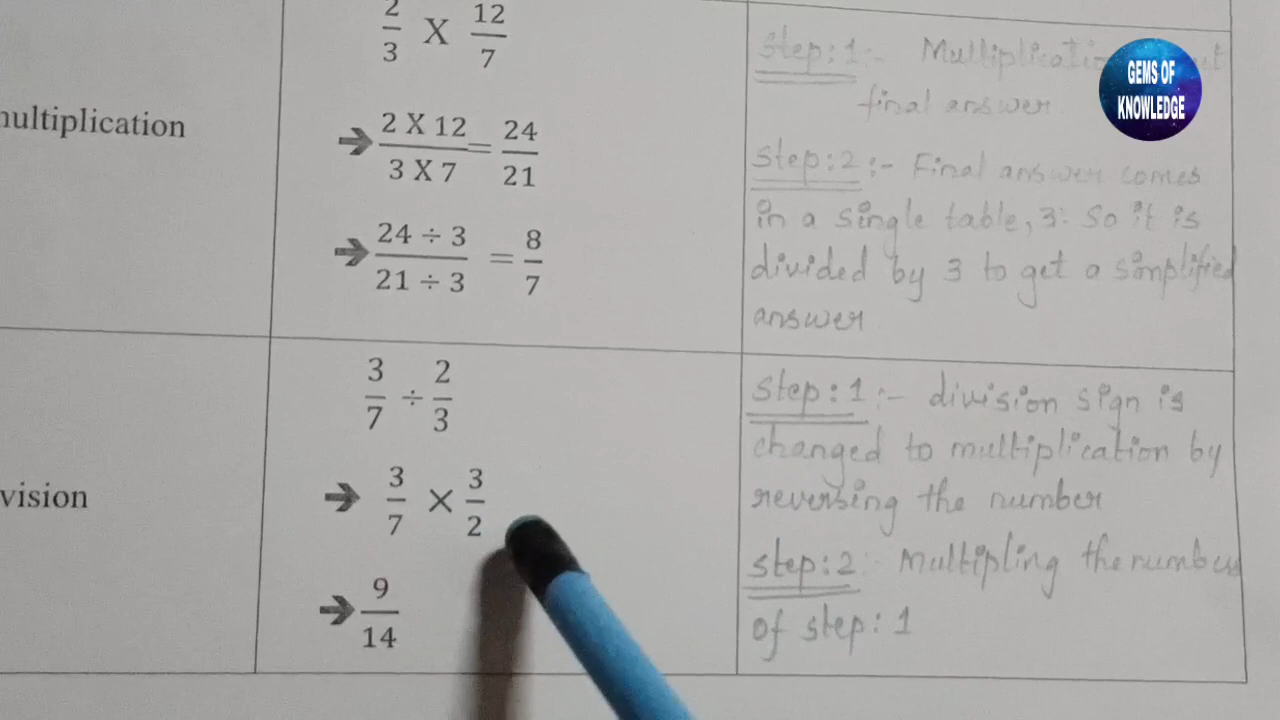 2/3 X 12/7
step:1:- Multiplication
final answer
GEMS OF
KNOWLEDGE
multiplication
➔ 2 X 12 / 3 X 7 = 24/21
step:2:- Final answer comes
in a single table, 3. So it is
divided by 3 to get a simplified
answer
➔ 24 ÷ 3 / 21 ÷ 3 = 8/7
vision
3/7 ÷ 2/3
➔ 3/7 × 3/2
➔ 9/14
step:1:- division sign is
changed to multiplication by
reversing the number
step:2:- Multipling the number
of step:1